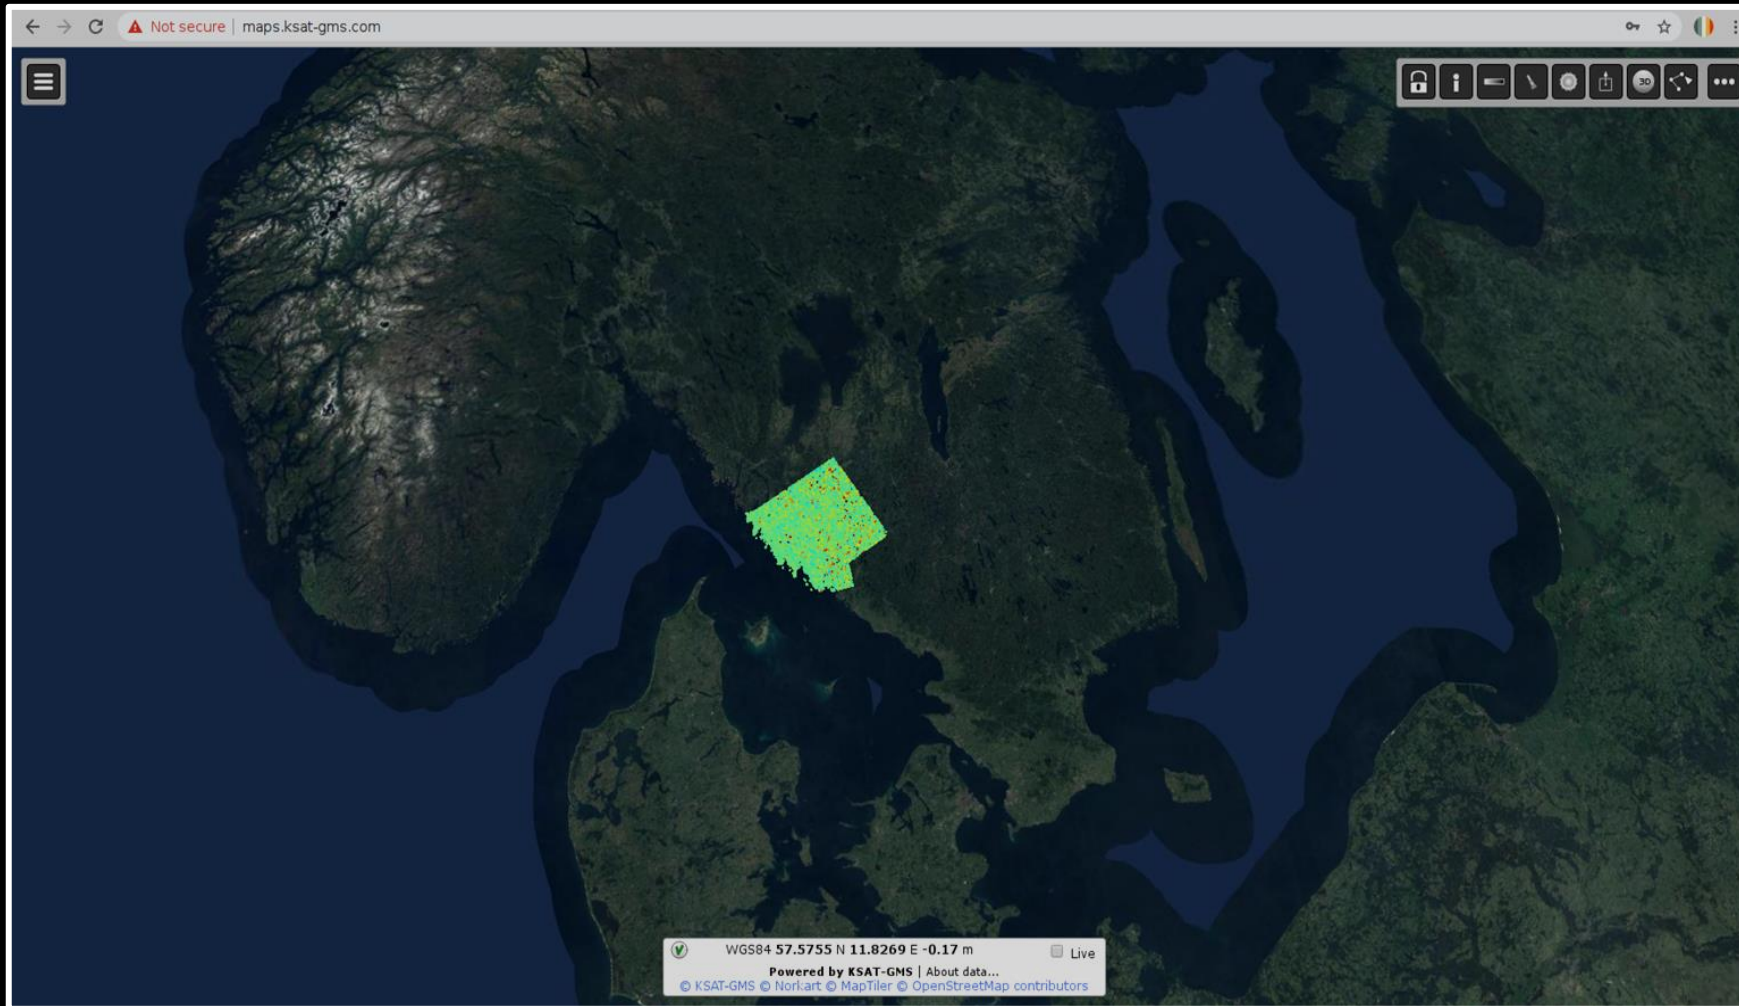 Not secure | maps.ksat-gms.com
3D
WGS84 57.5755 N 11.8269 E -0.17 m
Live
Powered by KSAT-GMS | About data...
© KSAT-GMS © Norkart © MapTiler © OpenStreetMap contributors